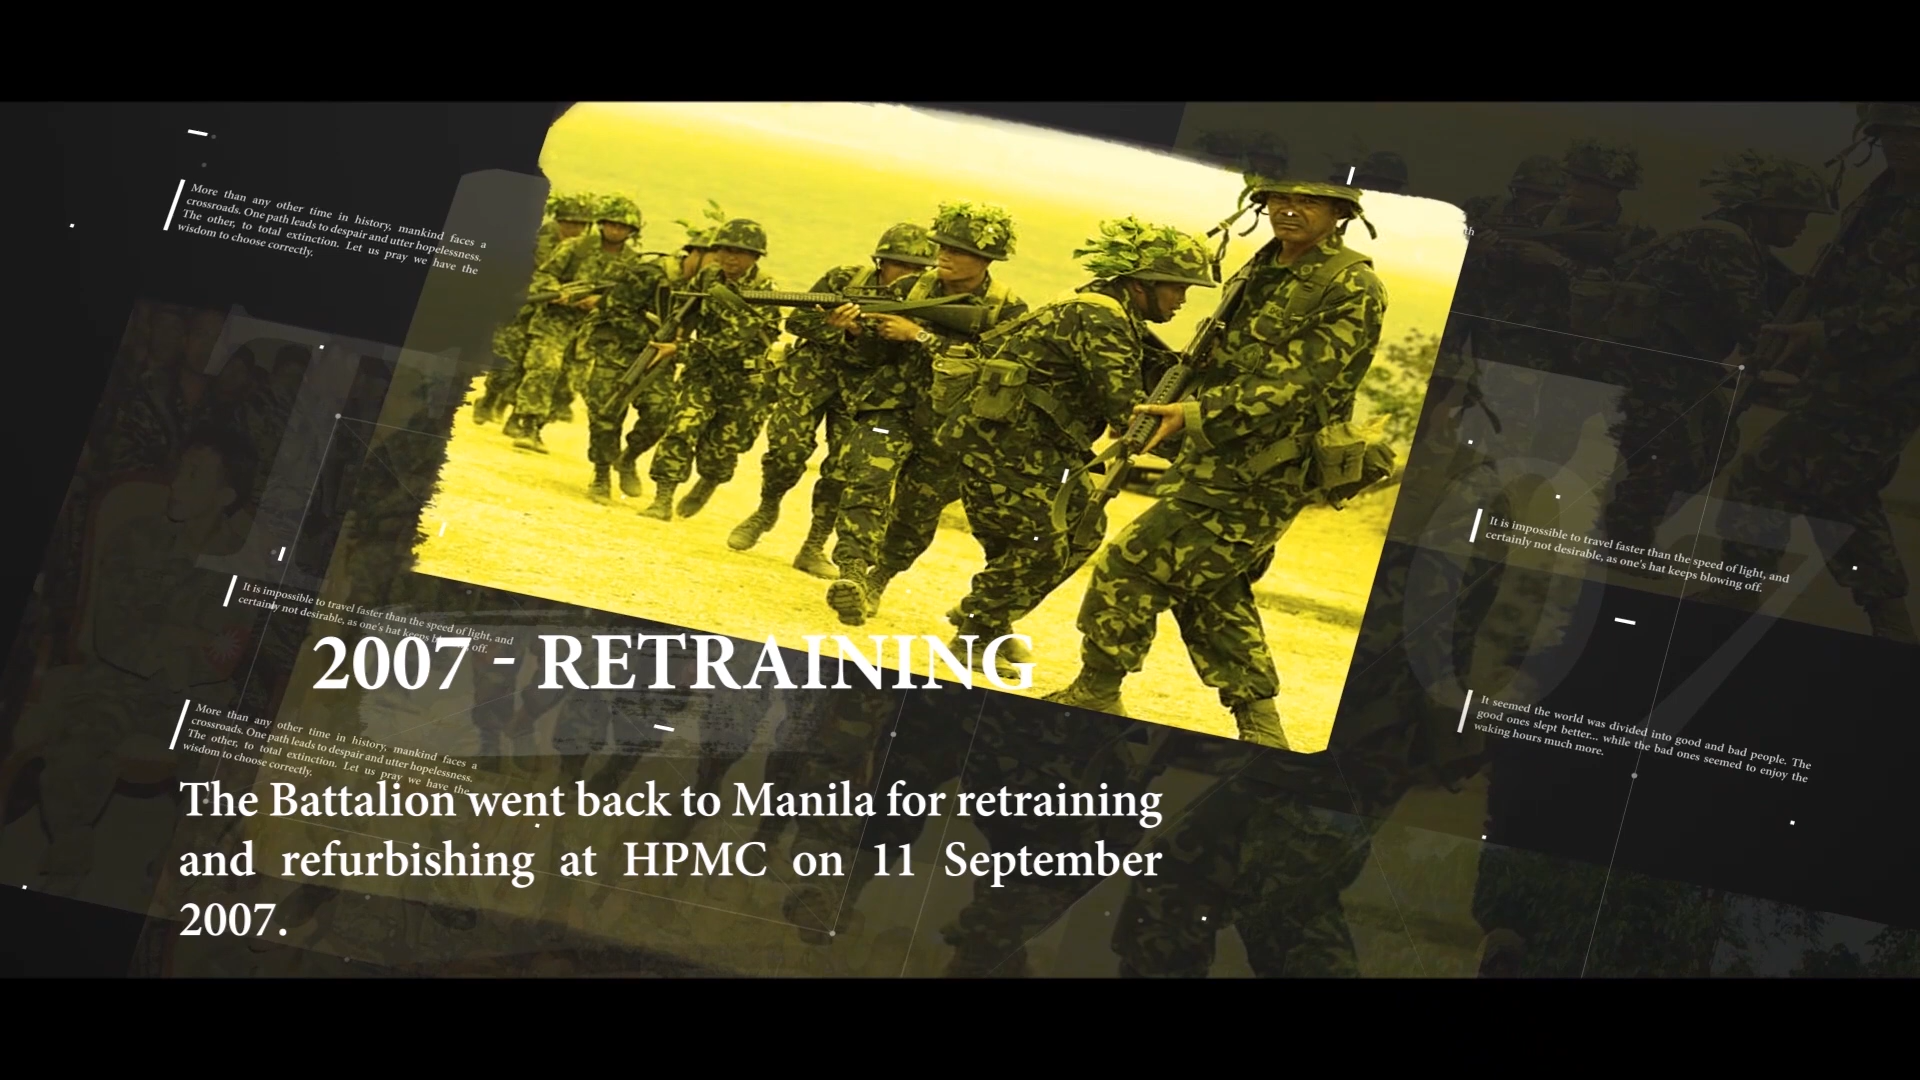 More than any other time in history, mankind faces a
crossroads. One path leads to despair and utter hopelessness.
The other, to total extinction. Let us pray we have the
wisdom to choose correctly.
th
T
07
It is impossible to travel faster than the speed of light, and
certainly not desirable, as one's hat keeps blowing off.
It is impossible to travel faster than the speed of light, and
certainly not desirable, as one's hat keeps off.
2007 - RETRAINING
It seemed the world was divided into good and bad people. The
good ones slept better... while the bad ones seemed to enjoy the
waking hours much more.
More than any other time in history, mankind faces a
crossroads. One path leads to despair and utter hopelessness.
The other, to total extinction. Let us pray we have the
wisdom to choose correctly.
The Battalion went back to Manila for retraining
and refurbishing at HPMC on 11 September
2007.